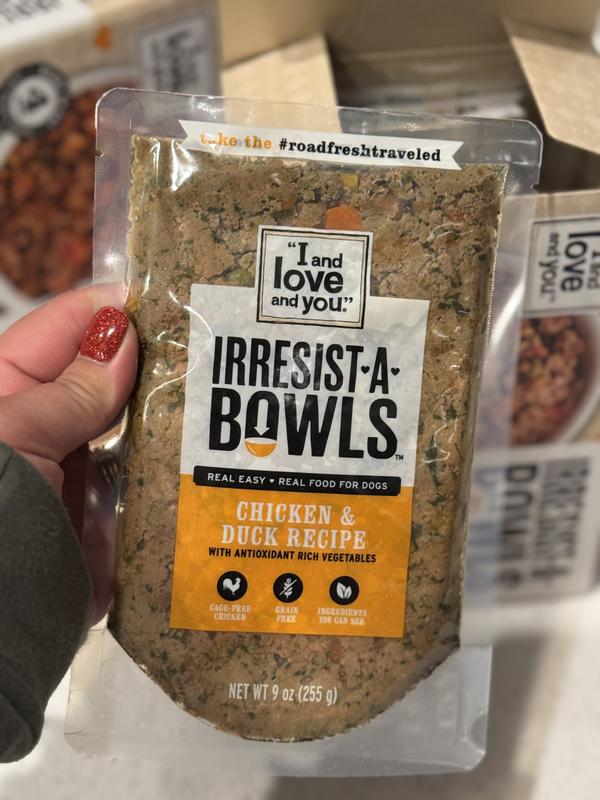 take the #roadfreshtraveled
"I and
love
and you."
IRRESIST·A·
BOWLS™
REAL EASY ♥ REAL FOOD FOR DOGS
CHICKEN &
DUCK RECIPE
WITH ANTIOXIDANT RICH VEGETABLES
CAGE-FREE
CHICKEN
GRAIN
FREE
INGREDIENTS
YOU CAN SEE
NET WT 9 oz (255 g)
I and
love
and you."
IRRESIST
BOWLS